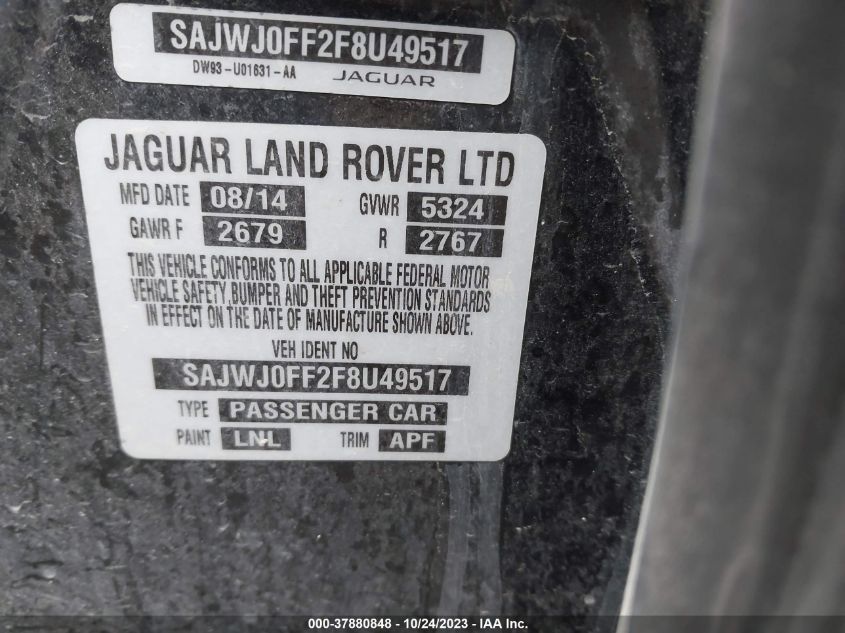 SAJWJ0FF2F8U49517
DW93-U01631-AA JAGUAR
JAGUAR LAND ROVER LTD
MFD DATE 08/14 GVWR 5324
GAWR F 2679 R 2767
THIS VEHICLE CONFORMS TO ALL APPLICABLE FEDERAL MOTOR
VEHICLE SAFETY, BUMPER AND THEFT PREVENTION STANDARDS
IN EFFECT ON THE DATE OF MANUFACTURE SHOWN ABOVE.
VEH IDENT NO
SAJWJ0FF2F8U49517
TYPE PASSENGER CAR
PAINT LNL TRIM APF
000-37880848 - 10/24/2023 - IAA Inc.